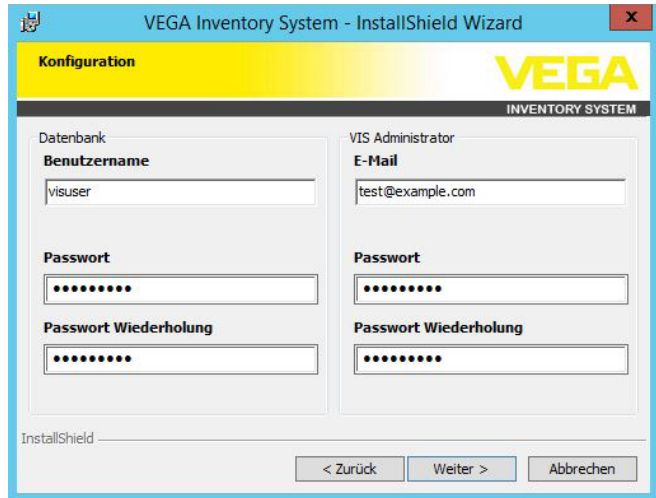 VEGA Inventory System - InstallShield Wizard
x
Konfiguration
VEGA
INVENTORY SYSTEM
Datenbank
Benutzername
visuser
Passwort
•••••••••
Passwort Wiederholung
•••••••••
VIS Administrator
E-Mail
test@example.com
Passwort
•••••••••
Passwort Wiederholung
•••••••••
InstallShield
< Zurück
Weiter >
Abbrechen